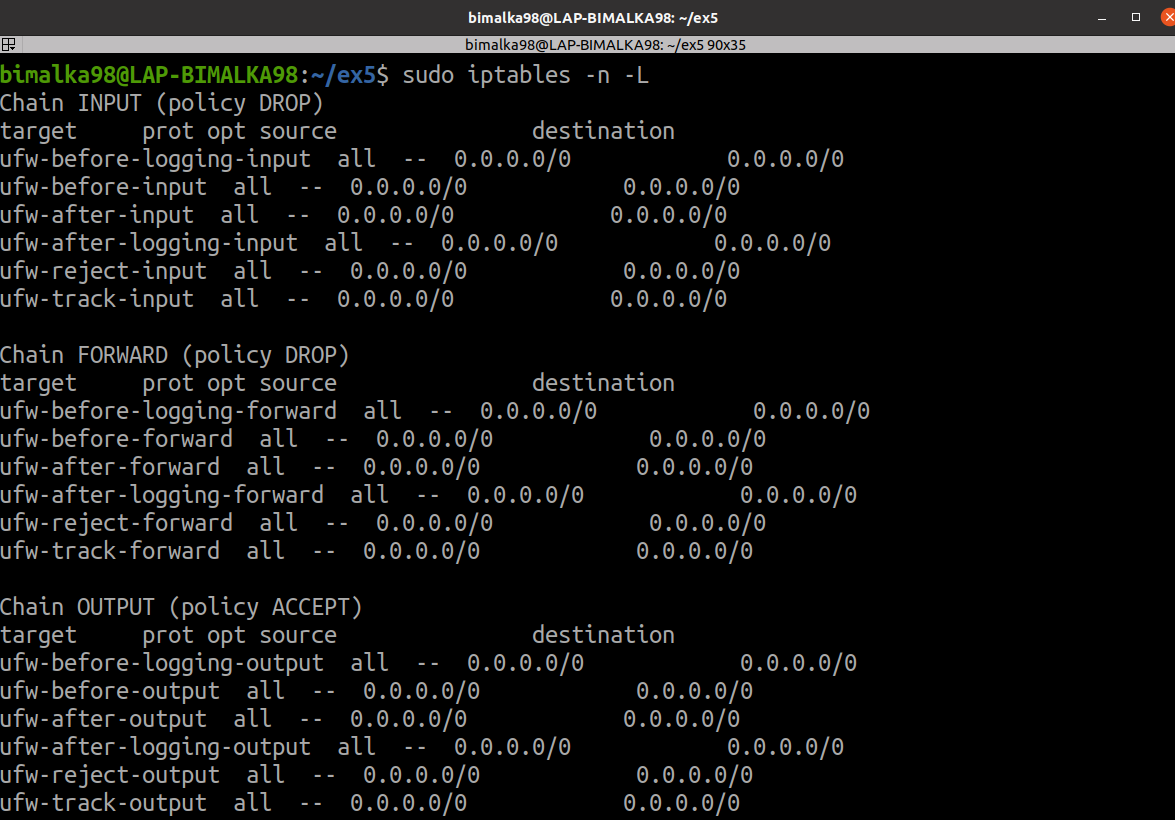 bimalka98@LAP-BIMALKA98: ~/ex5
bimalka98@LAP-BIMALKA98: ~/ex5 90x35
bimalka98@LAP-BIMALKA98:~/ex5$ sudo iptables -n -L
Chain INPUT (policy DROP)
target     prot opt source               destination
ufw-before-logging-input  all  --  0.0.0.0/0            0.0.0.0/0
ufw-before-input  all  --  0.0.0.0/0            0.0.0.0/0
ufw-after-input  all  --  0.0.0.0/0            0.0.0.0/0
ufw-after-logging-input  all  --  0.0.0.0/0            0.0.0.0/0
ufw-reject-input  all  --  0.0.0.0/0            0.0.0.0/0
ufw-track-input  all  --  0.0.0.0/0            0.0.0.0/0

Chain FORWARD (policy DROP)
target     prot opt source               destination
ufw-before-logging-forward  all  --  0.0.0.0/0            0.0.0.0/0
ufw-before-forward  all  --  0.0.0.0/0            0.0.0.0/0
ufw-after-forward  all  --  0.0.0.0/0            0.0.0.0/0
ufw-after-logging-forward  all  --  0.0.0.0/0            0.0.0.0/0
ufw-reject-forward  all  --  0.0.0.0/0            0.0.0.0/0
ufw-track-forward  all  --  0.0.0.0/0            0.0.0.0/0

Chain OUTPUT (policy ACCEPT)
target     prot opt source               destination
ufw-before-logging-output  all  --  0.0.0.0/0            0.0.0.0/0
ufw-before-output  all  --  0.0.0.0/0            0.0.0.0/0
ufw-after-output  all  --  0.0.0.0/0            0.0.0.0/0
ufw-after-logging-output  all  --  0.0.0.0/0            0.0.0.0/0
ufw-reject-output  all  --  0.0.0.0/0            0.0.0.0/0
ufw-track-output  all  --  0.0.0.0/0            0.0.0.0/0